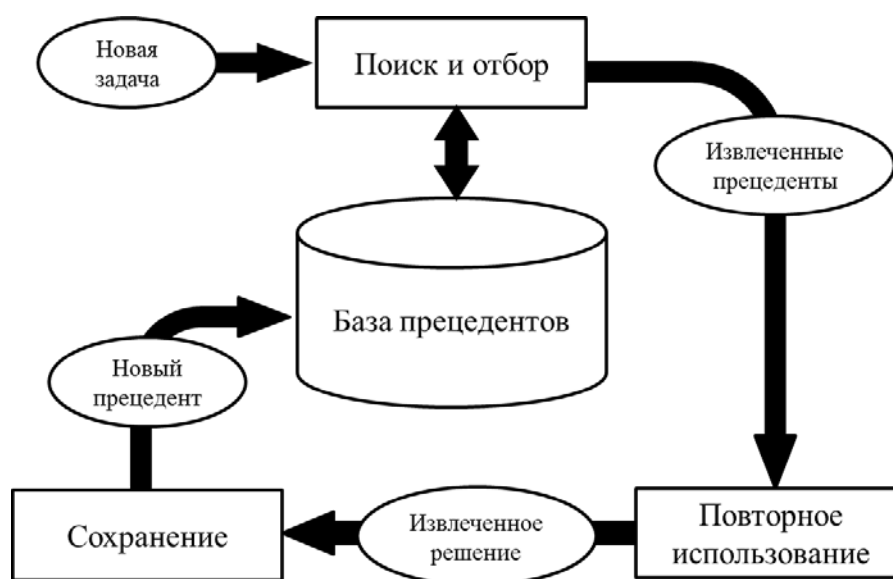 Новая
задача
Поиск и отбор
Извлеченные
прецеденты
База прецедентов
Новый
прецедент
Сохранение
Извлеченное
решение
Повторное
использование